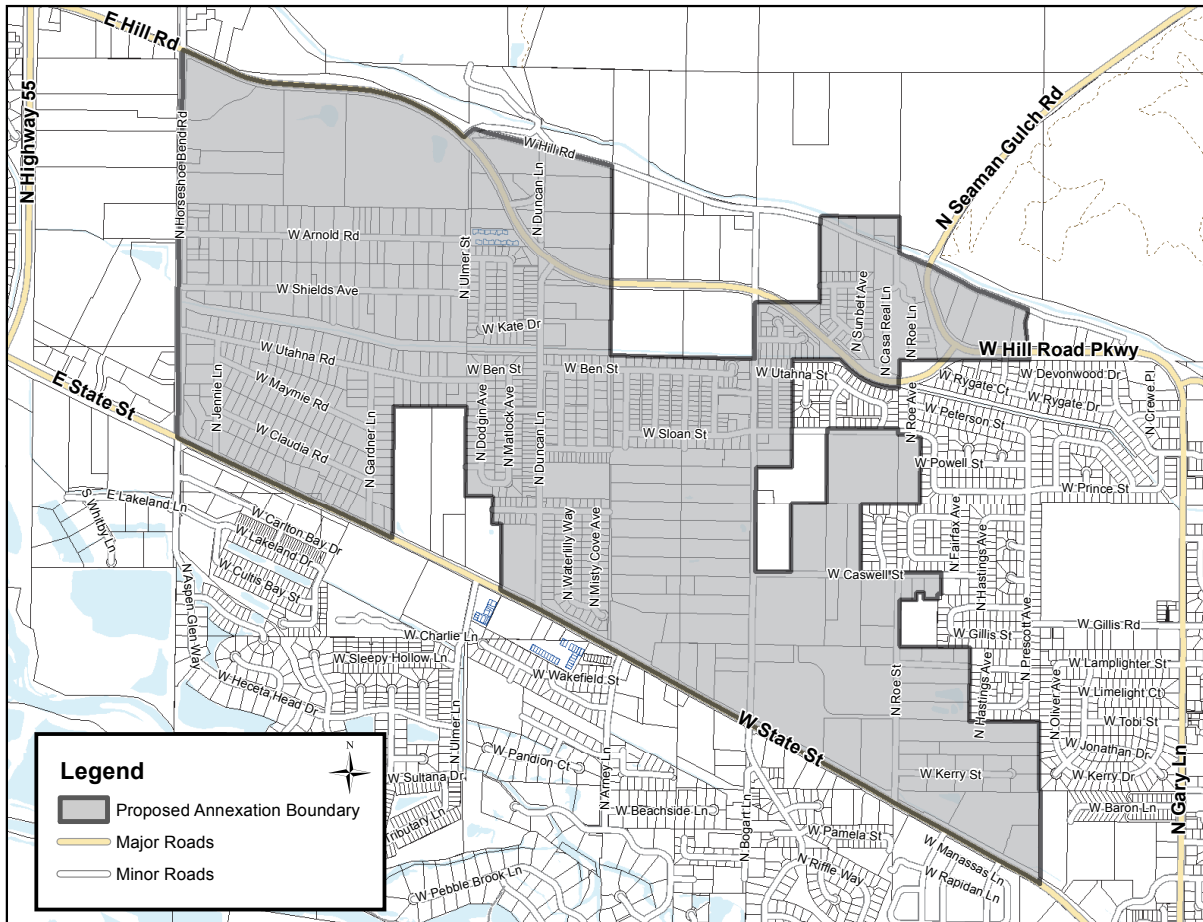 E Hill Rd
N Highway 55
N Horseshoe Bend Rd
W Hill Rd
N Duncan Ln
N Seaman Gulch Rd
W Arnold Rd
N Ulmer St
W Shields Ave
W Kate Dr
N Sunbelt Ave
N Casa Real Ln
N Roe Ln
W Hill Road Pkwy
W Utahna Rd
W Ben St
W Ben St
W Utahna St
W Rygate Ct
W Devonwood Dr
W Rygate Dr
N Crewe Pl
E State St
N Jennie Ln
W Maymie Rd
W Claudia Rd
N Gardner Ln
N Dodgin Ave
N Matlock Ave
N Duncan Ln
W Sloan St
N Roe Ave
W Peterson St
W Powell St
W Prince St
E Lakeland Ln
S Whitby Ln
W Carlton Bay Dr
W Lakeland Dr
W Cultis Bay St
N Waterlilly Way
N Misty Cove Ave
N Fairfax Ave
N Hastings Ave
W Caswell St
N Aspen Glen Way
W Charlie Ln
W Sleepy Hollow Ln
W Wakefield St
W Heceta Head Dr
N Ulmer Ln
W Gillis St
N Prescott Ave
W Gillis Rd
W Lamplighter St
W Limelight Ct
W Tobi St
N Oliver Ave
W Jonathan Dr
W Kerry Dr
N Roe St
N Hastings Ave
W State St
W Kerry St
W Baron Ln
N Gary Ln
W Pandion Ct
N Arney Ln
W Sultana Dr
W Beachside Ln
N Bogart Ln
W Pamela St
N Riffle Way
W Manassas Ln
W Rapidan Ln
Tributary Ln
W Pebble Brook Ln
Legend
N
Proposed Annexation Boundary
Major Roads
Minor Roads